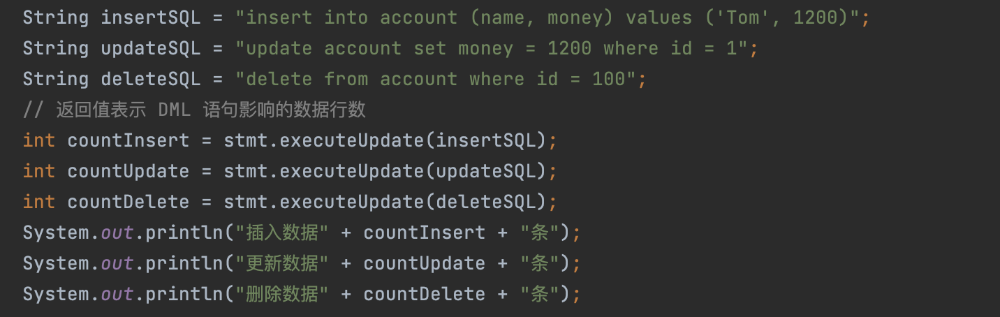 String insertSQL = "insert into account (name, money) values ('Tom', 1200)";
String updateSQL = "update account set money = 1200 where id = 1";
String deleteSQL = "delete from account where id = 100";
// 返回值表示 DML 语句影响的数据行数
int countInsert = stmt.executeUpdate(insertSQL);
int countUpdate = stmt.executeUpdate(updateSQL);
int countDelete = stmt.executeUpdate(deleteSQL);
System.out.println("插入数据" + countInsert + "条");
System.out.println("更新数据" + countUpdate + "条");
System.out.println("删除数据" + countDelete + "条");